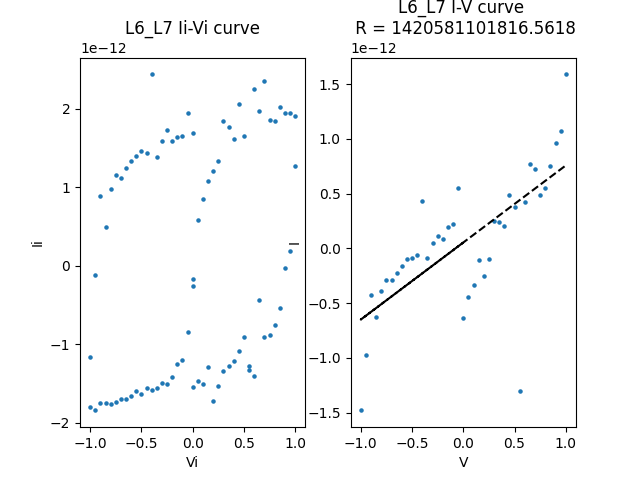 L6_L7 Ii-Vi curve
1e−12
Ii
2
1
0
−1
−2
−1.0 −0.5 0.0 0.5 1.0
Vi
L6_L7 I-V curve
R = 1420581101816.5618
1e−12
I
1.5
1.0
0.5
0.0
−0.5
−1.0
−1.5
−1.0 −0.5 0.0 0.5 1.0
V